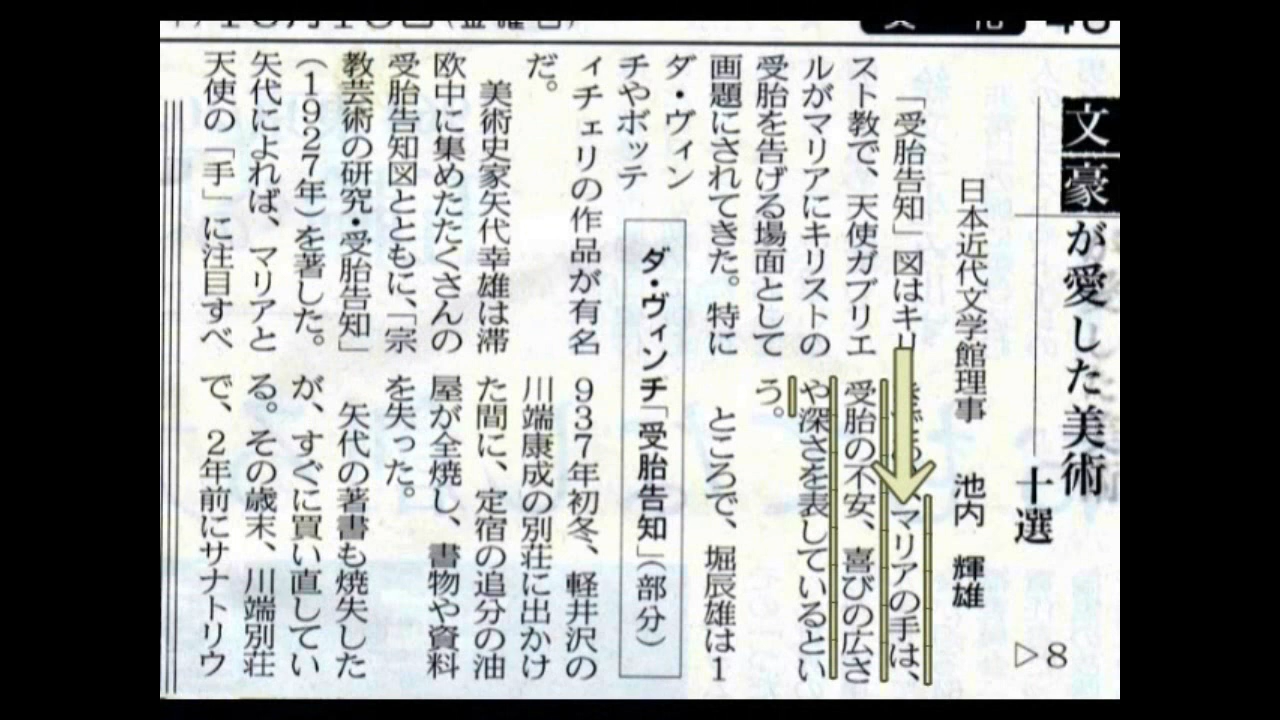 文豪が愛した美術
十選
▷8
日本近代文学館理事 池内 輝雄
「受胎告知」図はキリ
スト教で、天使ガブリエ
ルがマリアにキリストの
受胎を告げる場面として
画題にされてきた。特に
ダ・ヴィン
チやボッテ
ィチェリの作品が有名
だ。
美術史家矢代幸雄は滞
欧中に集めたたくさんの
受胎告知図とともに、「宗
教芸術の研究・受胎告知」
(1927年)を著した。
矢代によれば、マリアと
天使の「手」に注目すべ
マリアの手は、
受胎の不安、喜びの広さ
や深さを表しているとい
う。
ところで、堀辰雄は1
ダ・ヴィンチ「受胎告知」(部分)
937年初冬、軽井沢の
川端康成の別荘に出かけ
た間に、定宿の追分の油
屋が全焼し、書物や資料
を失った。
矢代の著書も焼失した
が、すぐに買い直してい
る。その歳末、川端別荘
で、2年前にサナトリウ